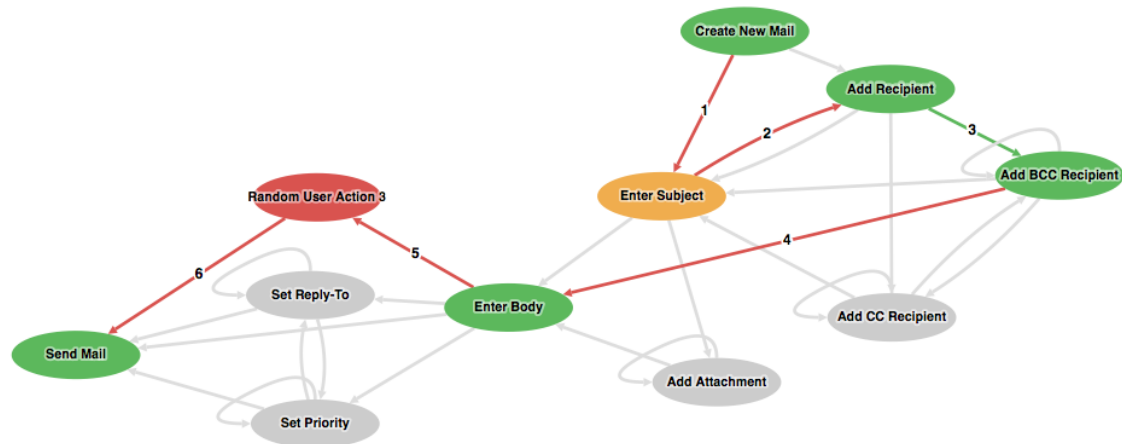 Create New Mail
Add Recipient
1
2
3
Random User Action 3
Enter Subject
Add BCC Recipient
4
5
6
Set Reply-To
Enter Body
Add CC Recipient
Send Mail
Add Attachment
Set Priority